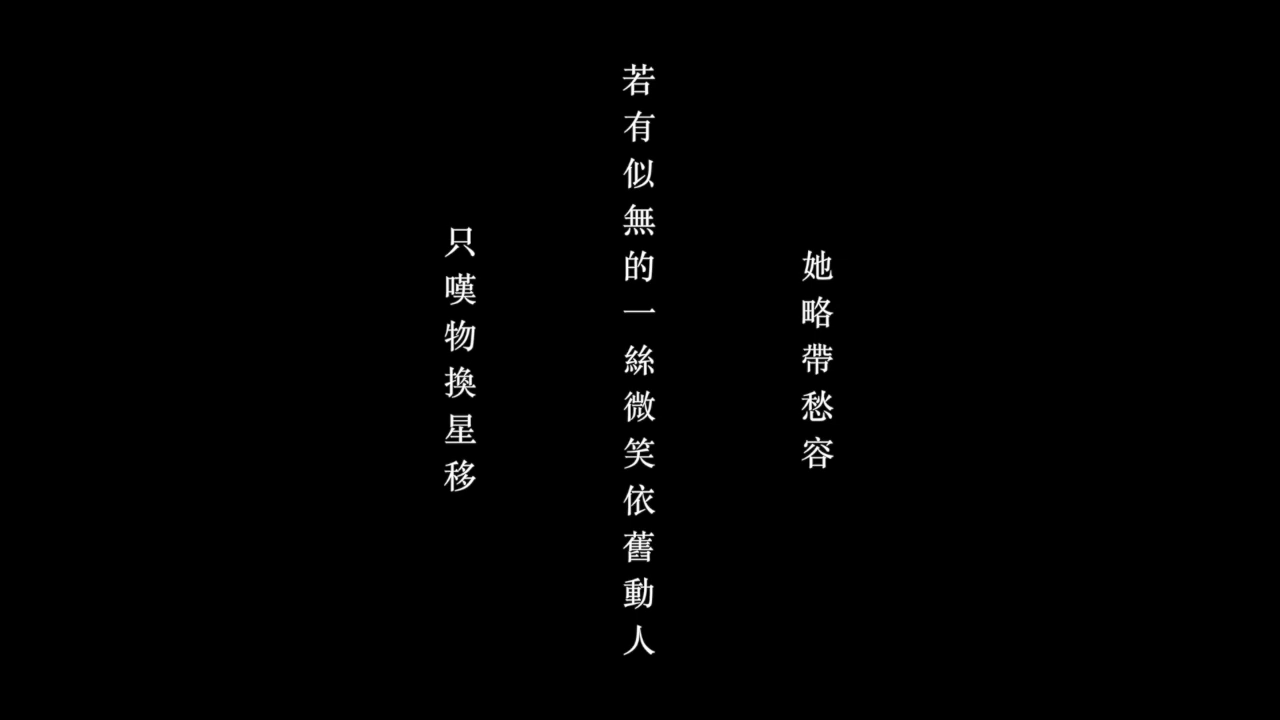 她略帶愁容
若有似無的一絲微笑依舊動人
只嘆物換星移